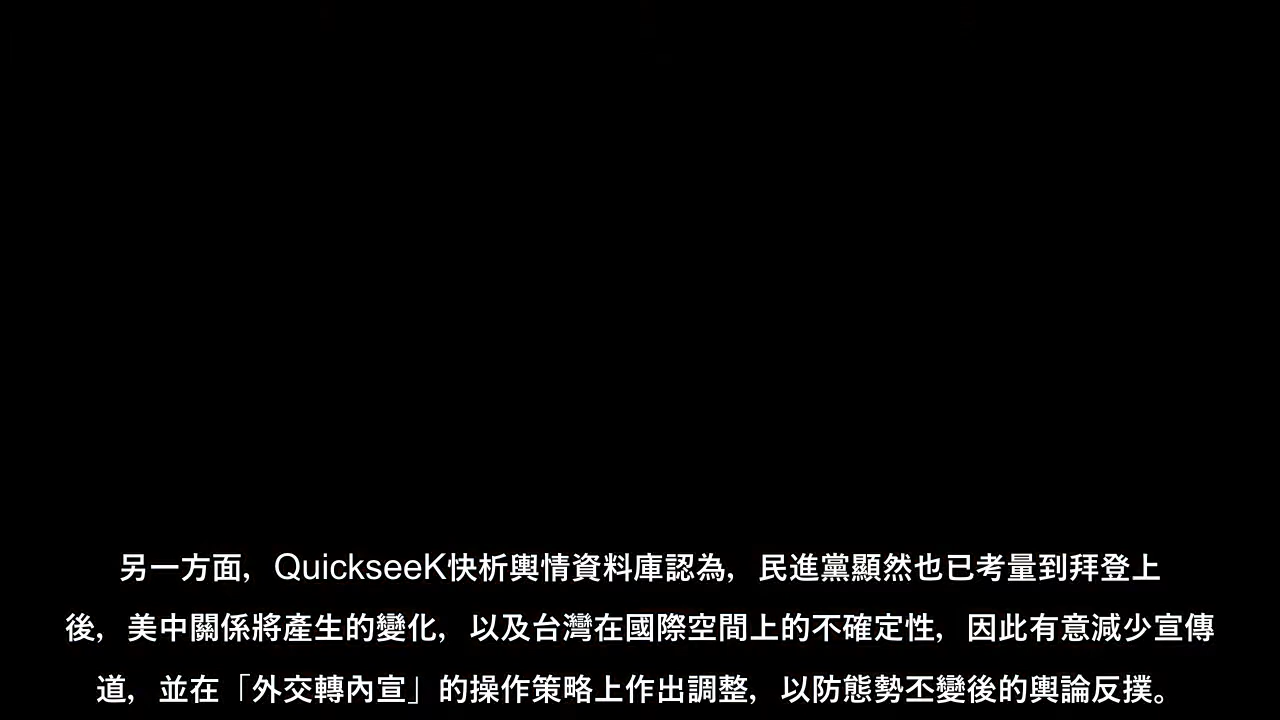 另一方面，QuickseeK快析輿情資料庫認為，民進黨顯然也已考量到拜登上
後，美中關係將產生的變化，以及台灣在國際空間上的不確定性，因此有意減少宣傳
道，並在「外交轉內宣」的操作策略上作出調整，以防態勢丕變後的輿論反撲。